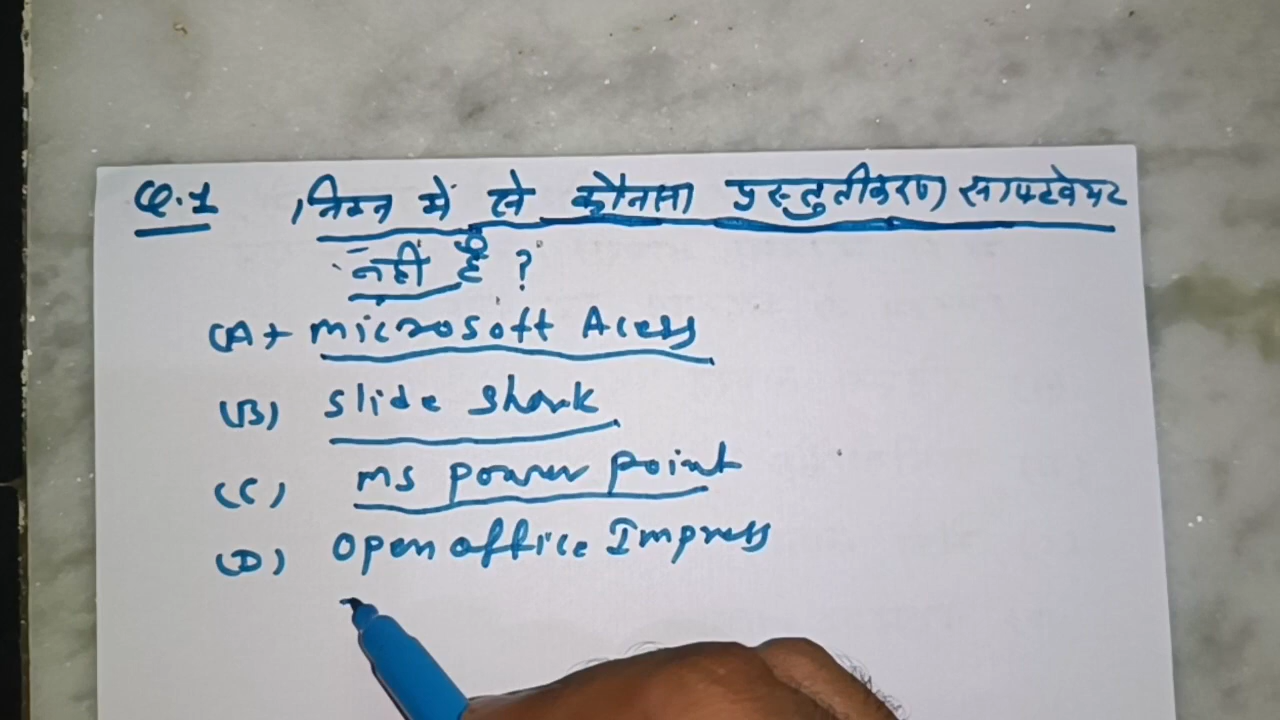 Q.1 निम्न में से कौनसा प्रस्तुतीकरण साफ्टवेयर
नहीं है ?
(A) Microsoft Acess
(B) Slide Shark
(C) MS Power Point
(D) Open office Impress